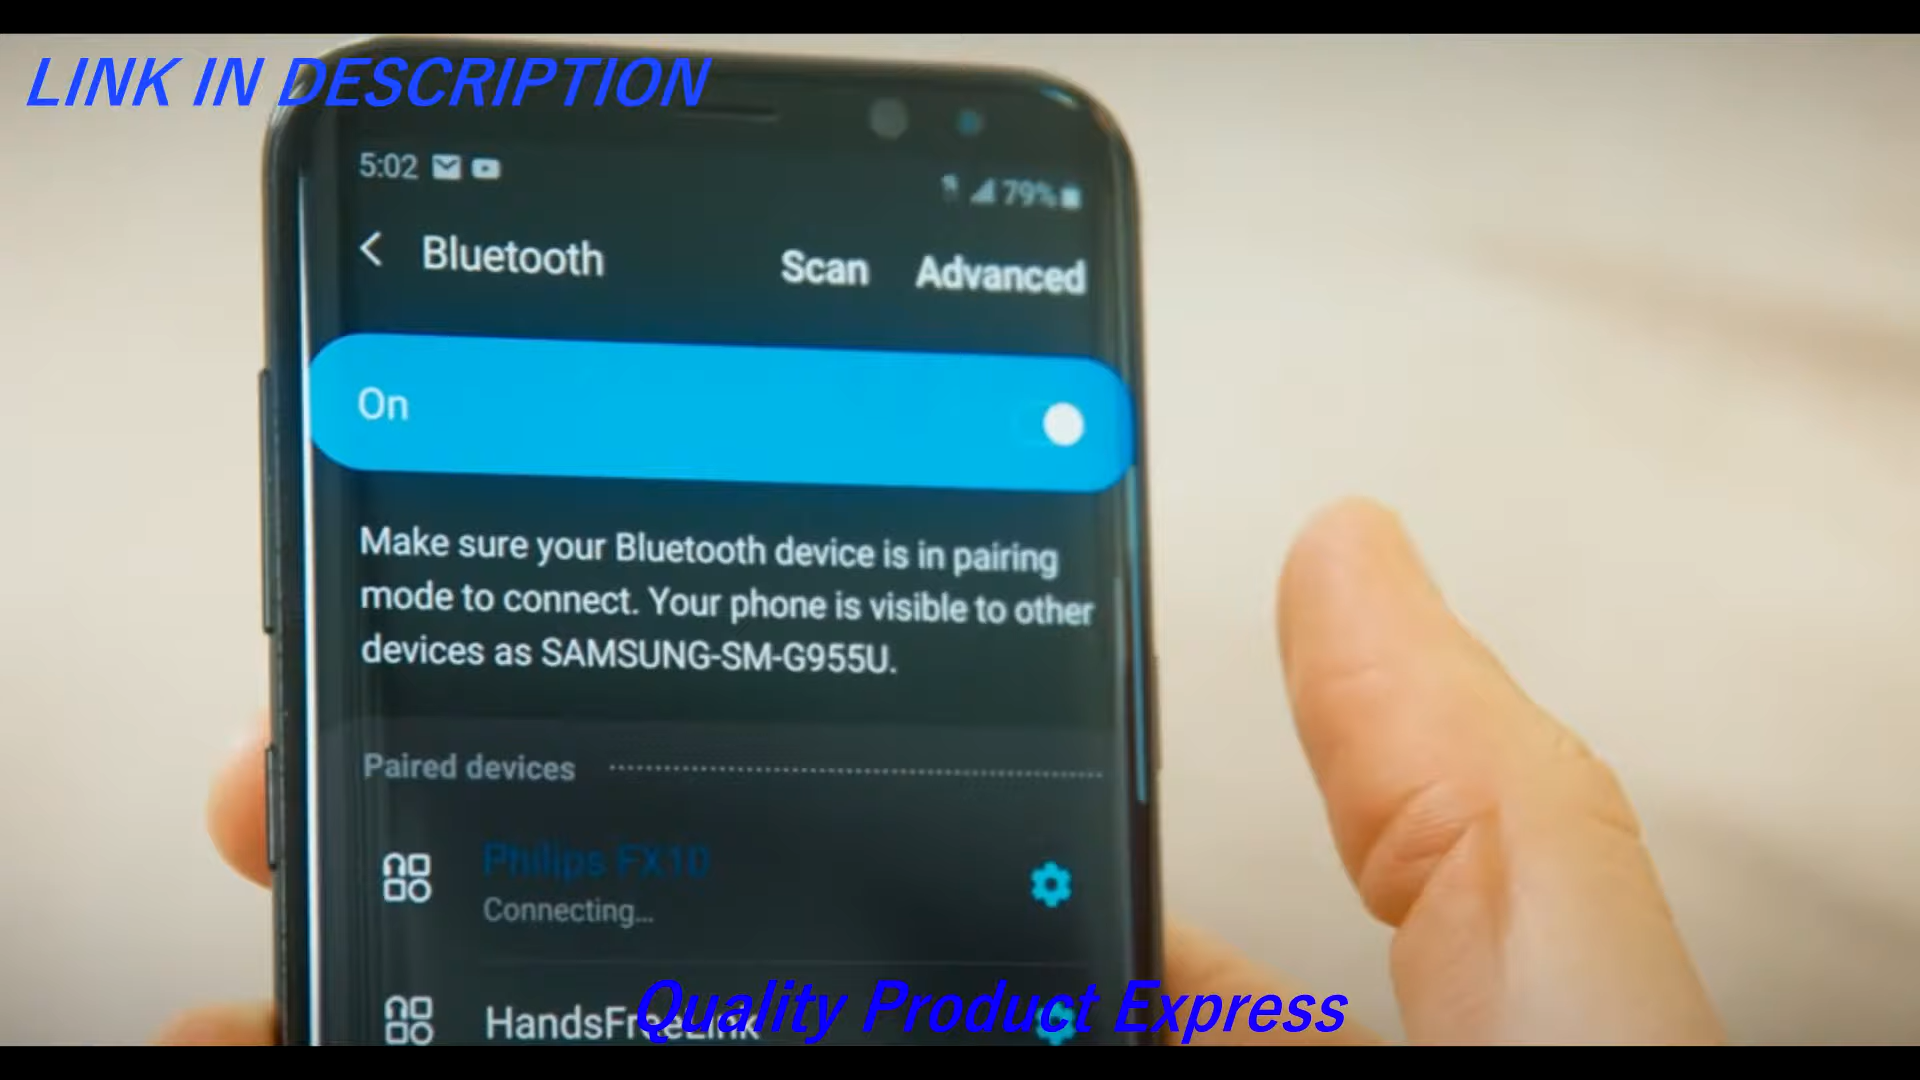 LINK IN DESCRIPTION
5:02
79%
Bluetooth Scan Advanced
On
Make sure your Bluetooth device is in pairing
mode to connect. Your phone is visible to other
devices as SAMSUNG-SM-G955U.
Paired devices
Philips FX10
Connecting...
HandsFreeLink
Quality Product Express